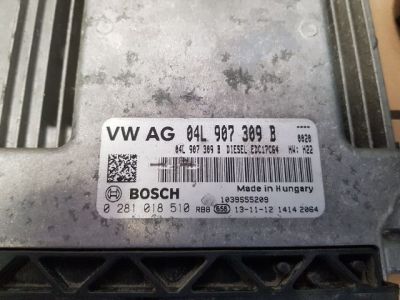 VW AG 04L 907 309 B ----
04L 907 309 B DIESEL EDC17C64 HW: H22
0020
Made in Hungary
BOSCH 1039S55209
0 281 018 510 RB8 13-11-12 1414 2064